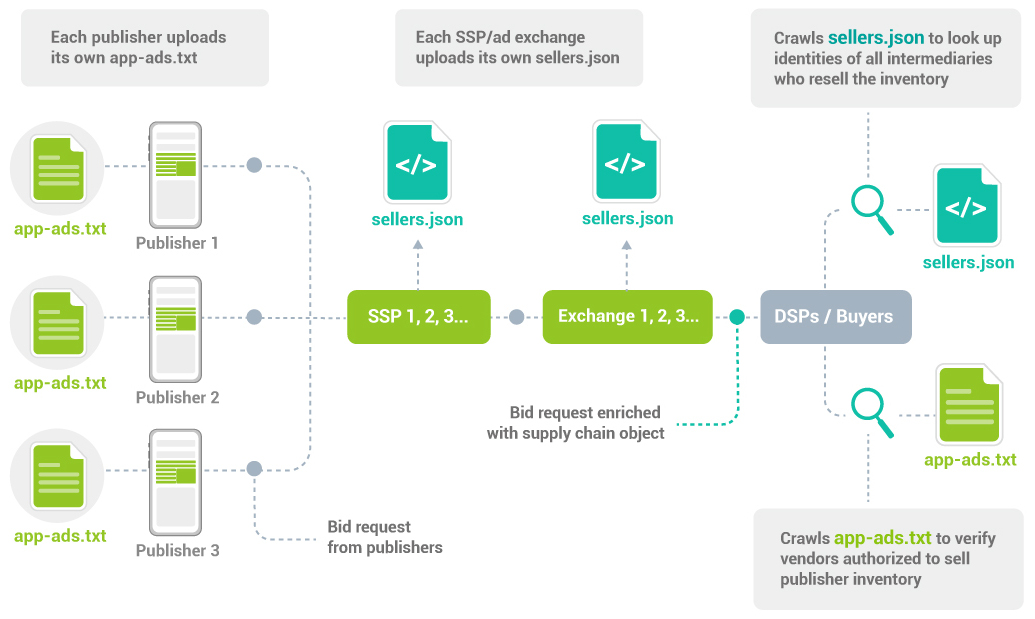 Each publisher uploads
its own app-ads.txt
Each SSP/ad exchange
uploads its own sellers.json
Crawls sellers.json to look up
identities of all intermediaries
who resell the inventory
app-ads.txt
Publisher 1
</>
sellers.json
</>
sellers.json
</>
sellers.json
app-ads.txt
Publisher 2
SSP 1, 2, 3...
Exchange 1, 2, 3...
DSPs / Buyers
Bid request enriched
with supply chain object
app-ads.txt
app-ads.txt
Publisher 3
Bid request
from publishers
Crawls app-ads.txt to verify
vendors authorized to sell
publisher inventory